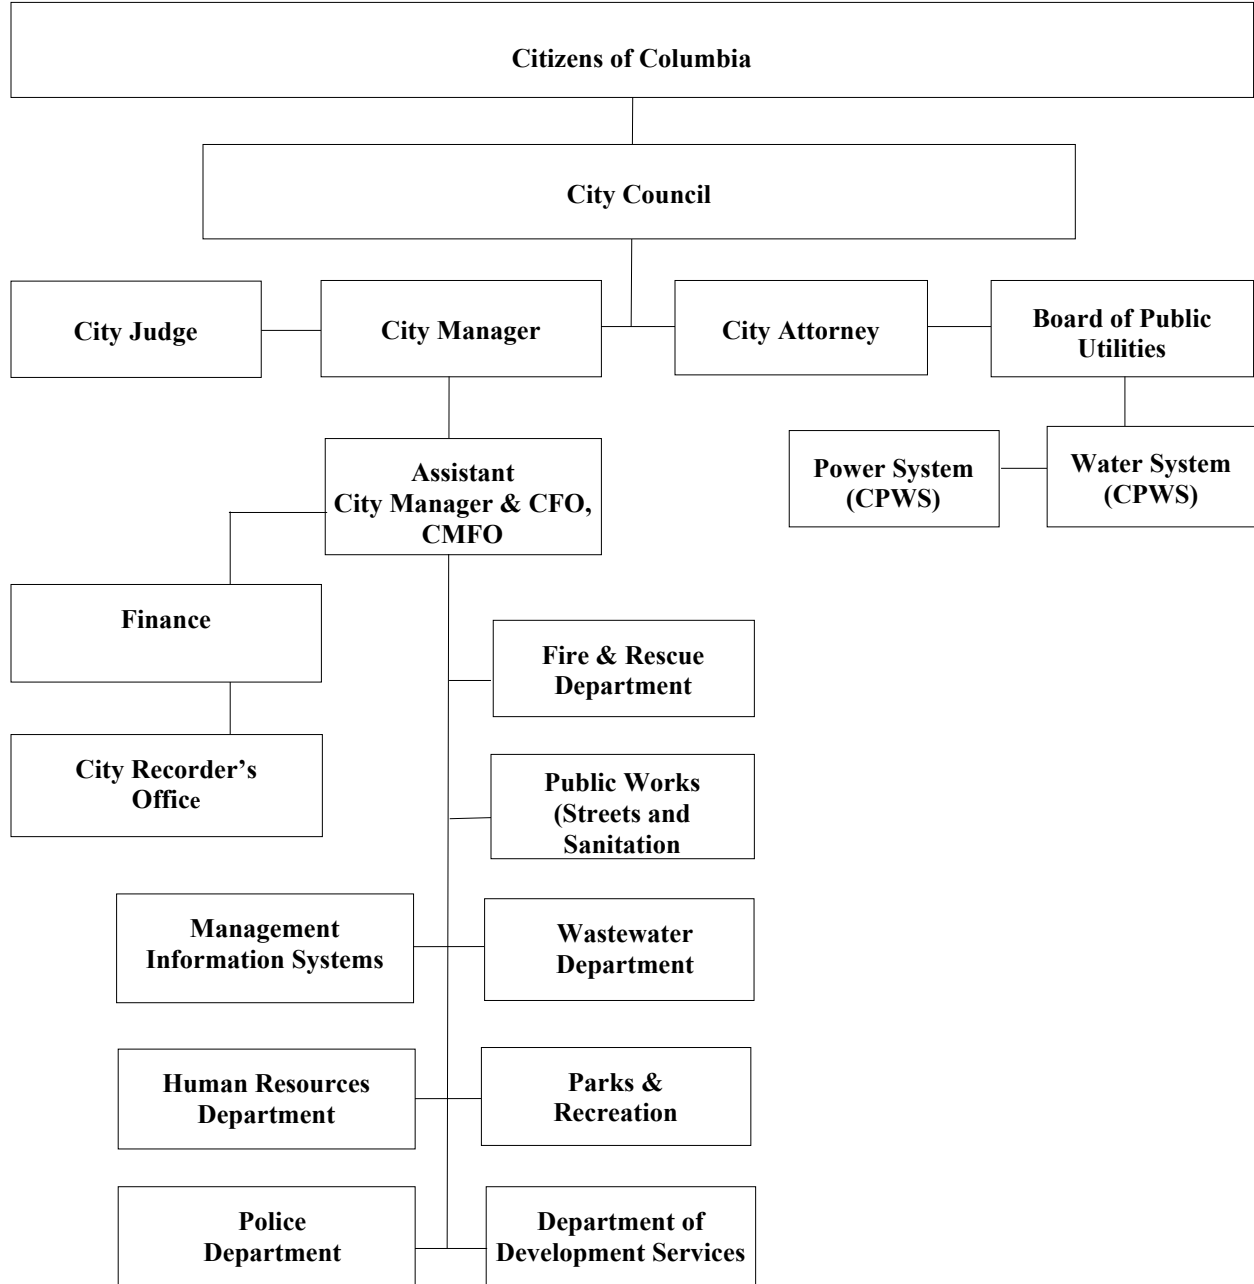 Citizens of Columbia
City Council
City Judge
City Manager
City Attorney
Board of Public
Utilities
Assistant
City Manager & CFO,
CMFO
Power System
(CPWS)
Water System
(CPWS)
Finance
Fire & Rescue
Department
City Recorder’s
Office
Public Works
(Streets and
Sanitation
Management
Information Systems
Wastewater
Department
Human Resources
Department
Parks &
Recreation
Police
Department
Department of
Development Services